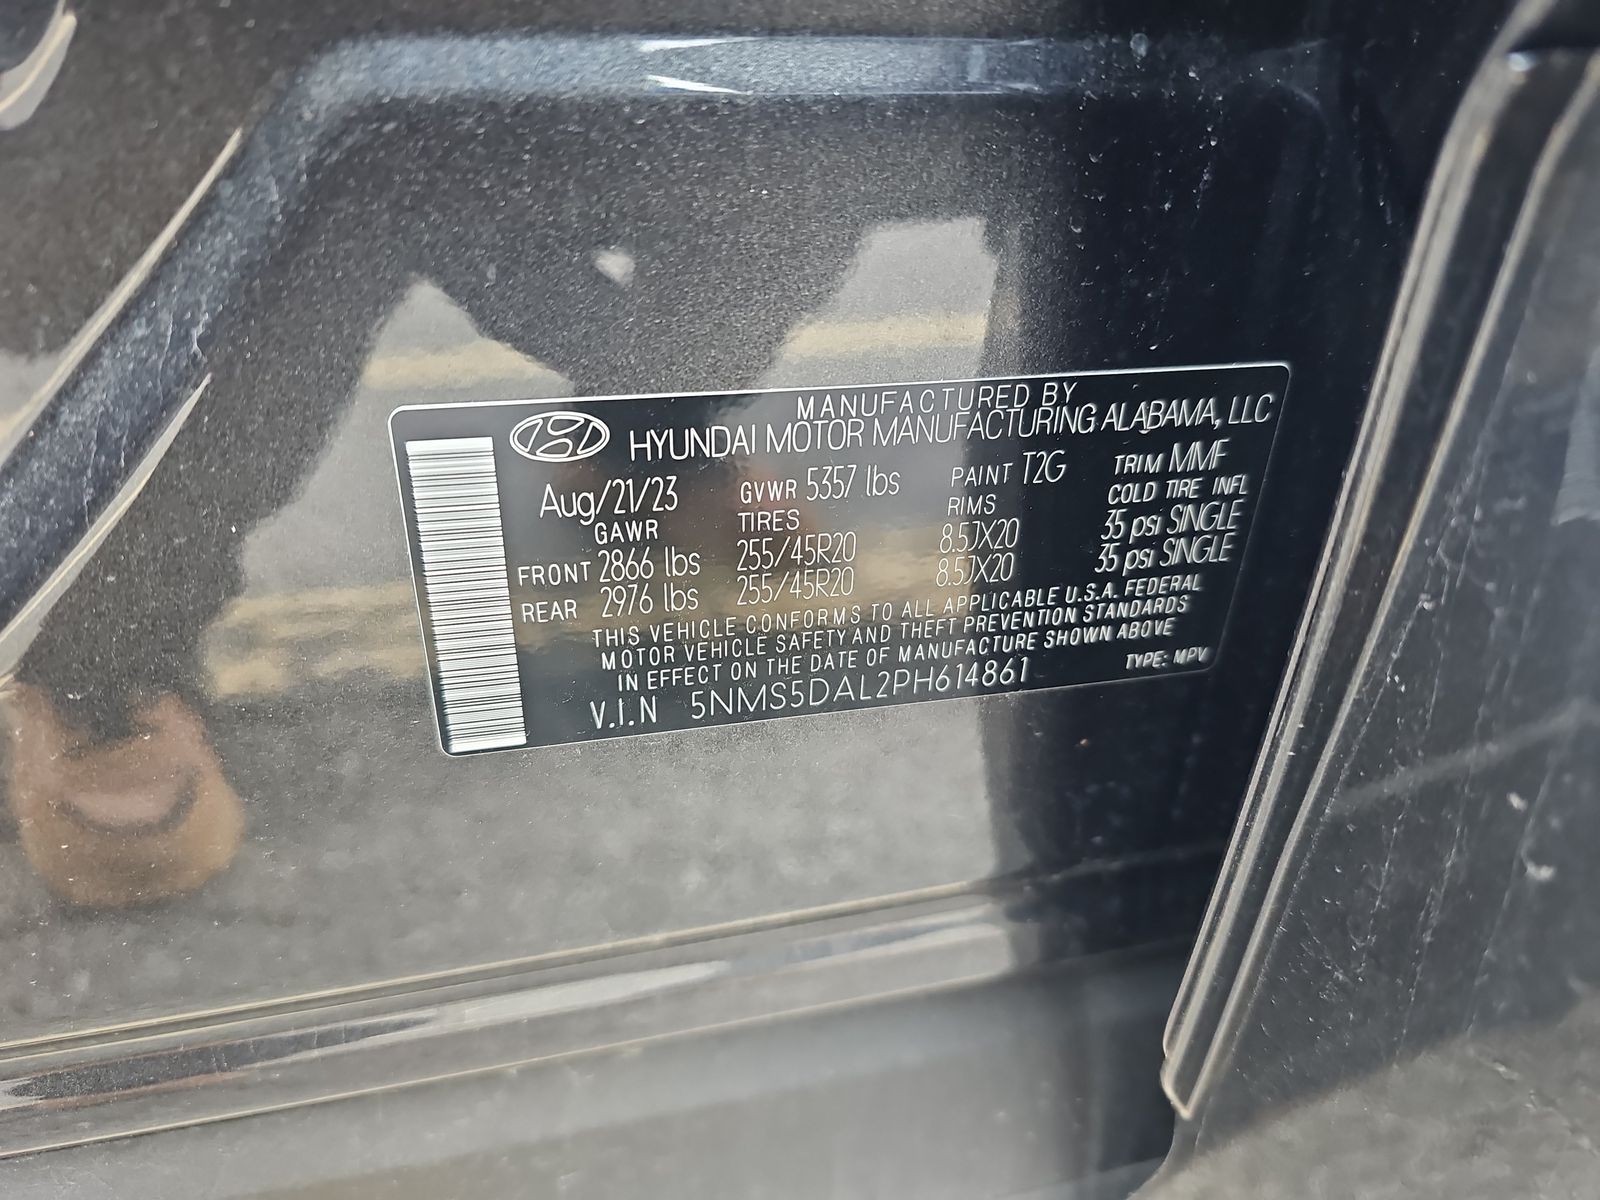 MANUFACTURED BY
HYUNDAI MOTOR MANUFACTURING ALABAMA, LLC
Aug/21/23 GVWR 5357 lbs PAINT T2G TRIM MMF
GAWR TIRES RIMS COLD TIRE INFL
FRONT 2866 lbs 255/45R20 8.5JX20 35 psi SINGLE
REAR 2976 lbs 255/45R20 8.5JX20 35 psi SINGLE
THIS VEHICLE CONFORMS TO ALL APPLICABLE U.S.A. FEDERAL
MOTOR VEHICLE SAFETY AND THEFT PREVENTION STANDARDS
IN EFFECT ON THE DATE OF MANUFACTURE SHOWN ABOVE
V.I.N 5NMS5DAL2PH614861 TYPE: MPV